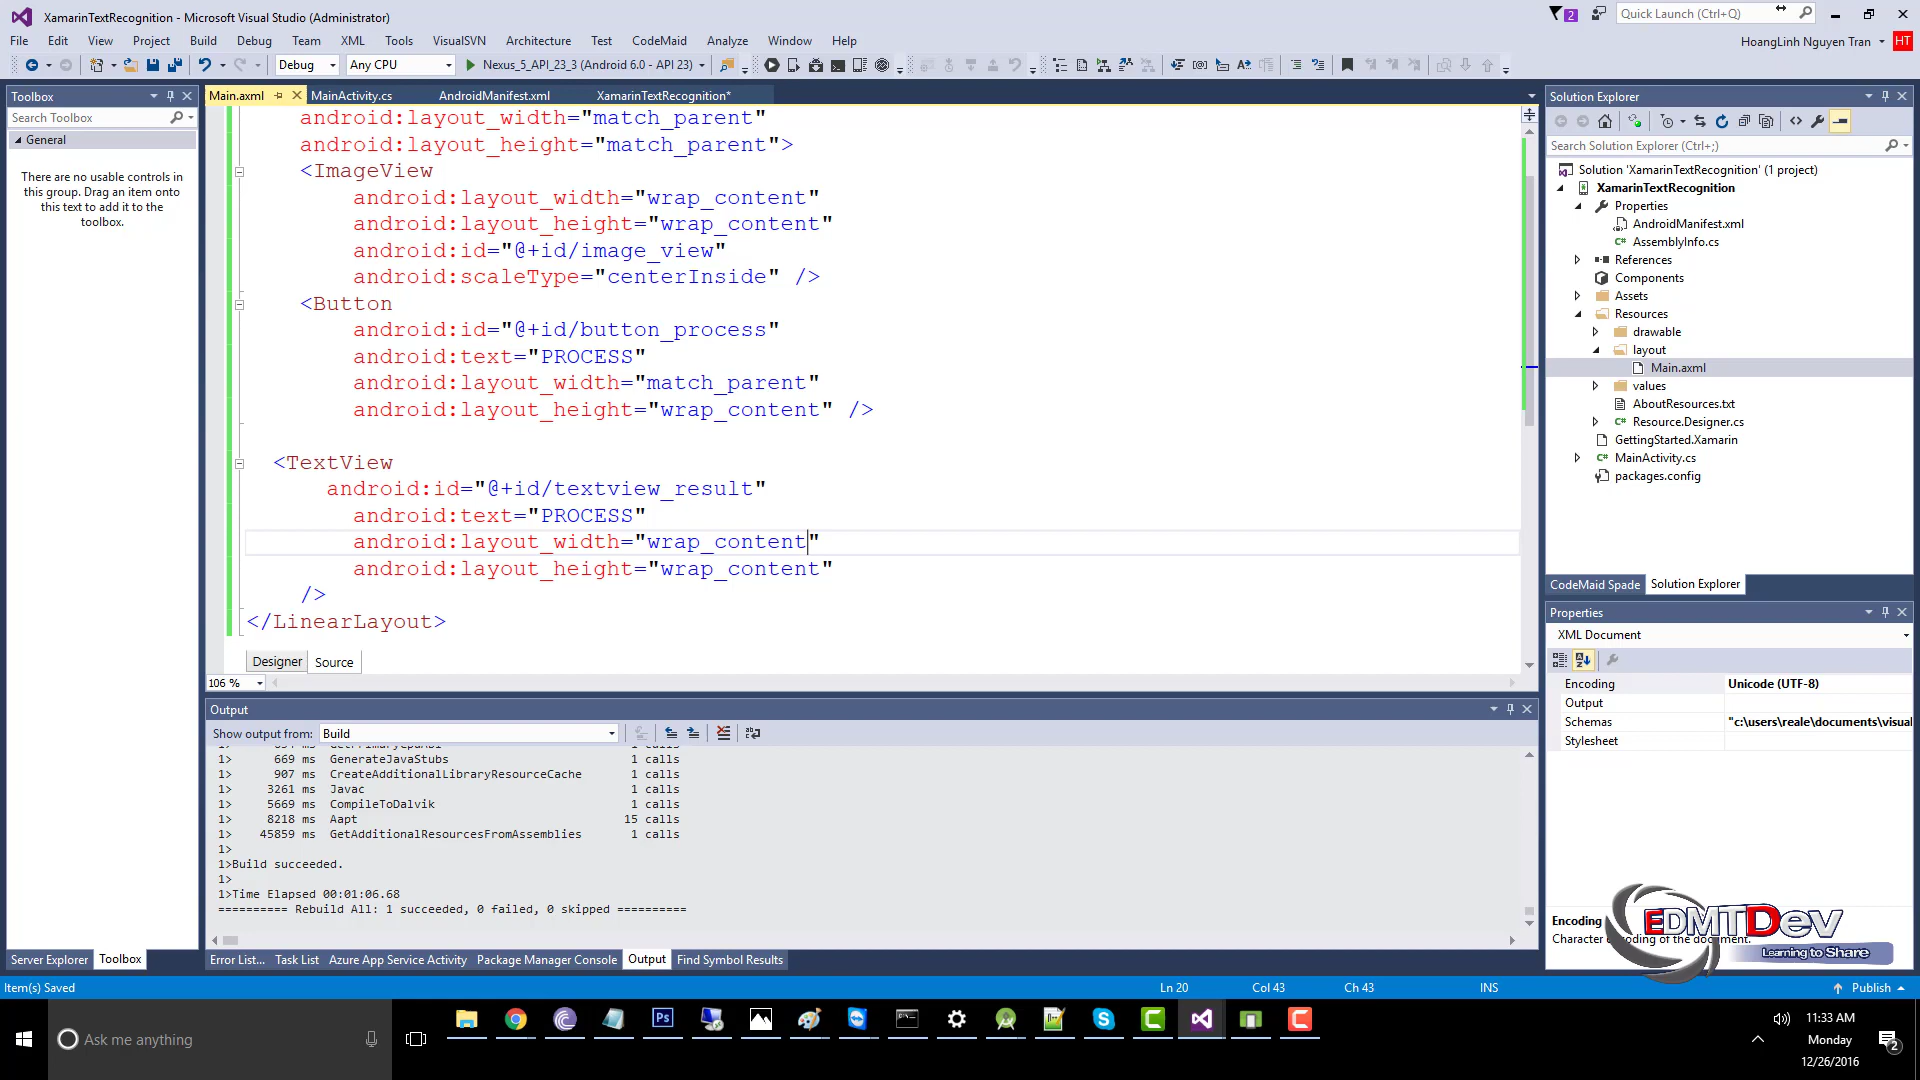 XamarinTextRecognition - Microsoft Visual Studio (Administrator)
2
Quick Launch (Ctrl+Q)
File Edit View Project Build Debug Team XML Tools VisualSVN Architecture Test CodeMaid Analyze Window Help
HoangLinh Nguyen Tran HT
Debug Any CPU Nexus_5_API_23_3 (Android 6.0 - API 23)
Toolbox
Search Toolbox
General
There are no usable controls in
this group. Drag an item onto
this text to add it to the
toolbox.
Main.axml MainActivity.cs AndroidManifest.xml XamarinTextRecognition*
android:layout_width="match_parent"
android:layout_height="match_parent">
<ImageView
android:layout_width="wrap_content"
android:layout_height="wrap_content"
android:id="@+id/image_view"
android:scaleType="centerInside" />
<Button
android:id="@+id/button_process"
android:text="PROCESS"
android:layout_width="match_parent"
android:layout_height="wrap_content" />
<TextView
android:id="@+id/textview_result"
android:text="PROCESS"
android:layout_width="wrap_content"
android:layout_height="wrap_content"
/>
</LinearLayout>
Designer Source
106 %
Output
Show output from: Build
1> 669 ms GenerateJavaStubs 1 calls
1> 907 ms CreateAdditionalLibraryResourceCache 1 calls
1> 3261 ms Javac 1 calls
1> 5669 ms CompileToDalvik 1 calls
1> 8218 ms Aapt 15 calls
1> 45859 ms GetAdditionalResourcesFromAssemblies 1 calls
1>
1>Build succeeded.
1>
1>Time Elapsed 00:01:06.68
========== Rebuild All: 1 succeeded, 0 failed, 0 skipped ==========
Server Explorer Toolbox
Error List... Task List Azure App Service Activity Package Manager Console Output Find Symbol Results
Solution Explorer
Search Solution Explorer (Ctrl+;)
Solution 'XamarinTextRecognition' (1 project)
XamarinTextRecognition
Properties
AndroidManifest.xml
AssemblyInfo.cs
References
Components
Assets
Resources
drawable
layout
Main.axml
values
AboutResources.txt
Resource.Designer.cs
GettingStarted.Xamarin
MainActivity.cs
packages.config
CodeMaid Spade Solution Explorer
Properties
XML Document
Encoding Unicode (UTF-8)
Output
Schemas "c:\users\reale\documents\visual
Stylesheet
Encoding
Character encoding of the document.
EDMTDev
Learning to Share
Item(s) Saved Ln 20 Col 43 Ch 43 INS Publish
Ask me anything
Ps
11:33 AM
Monday
12/26/2016
2